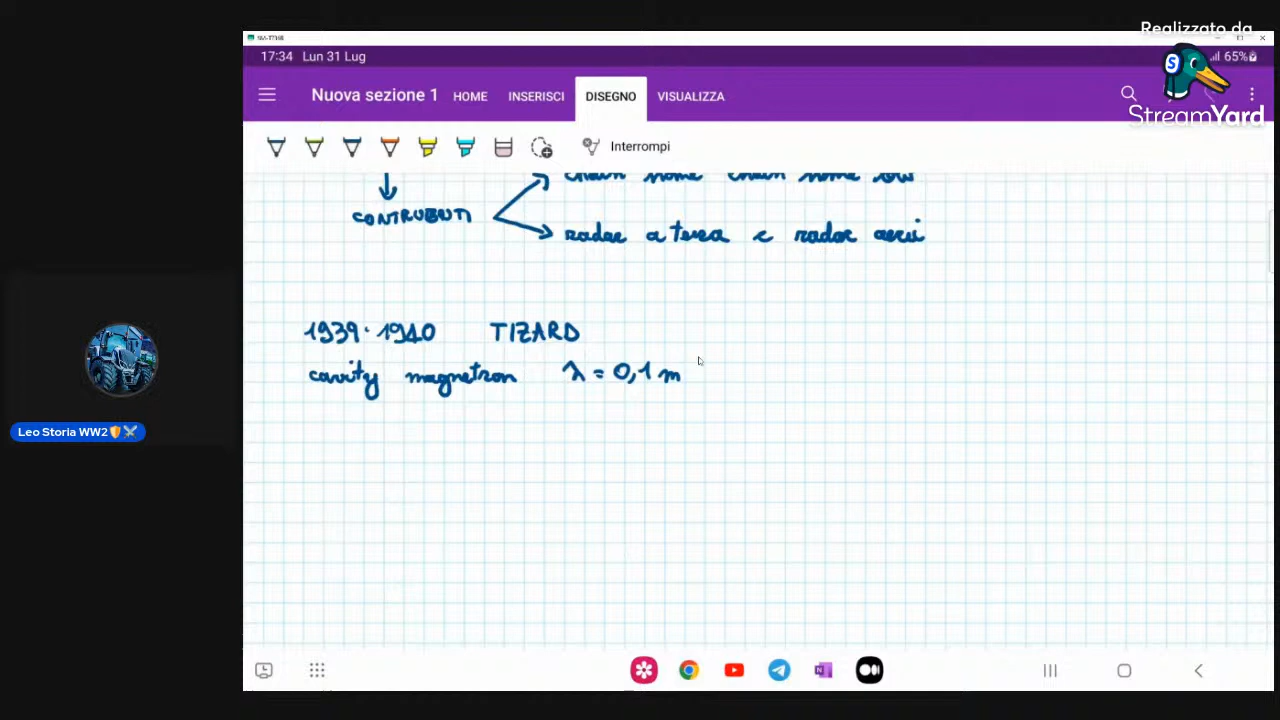 Realizzato da
StreamYard
17:34 Lun 31 Lug
65%
Nuova sezione 1 HOME INSERISCI DISEGNO VISUALIZZA
Interrompi
chain home chain home low
CONTRIBUTI
radar a terra e radar aerei
1939-1940 TIZARD
cavity magnetron λ = 0,1 m
Leo Storia WW2